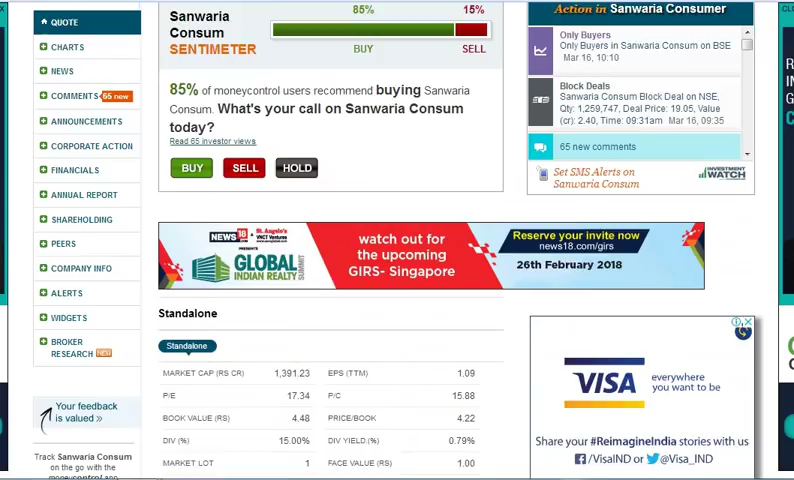 QUOTE
CHARTS
NEWS
COMMENTS 65 new
ANNOUNCEMENTS
CORPORATE ACTION
FINANCIALS
ANNUAL REPORT
SHAREHOLDING
PEERS
COMPANY INFO
ALERTS
WIDGETS
BROKER
RESEARCH NEW
Your feedback
is valued »
Track Sanwaria Consum
on the go with the
moneycontrol app
Sanwaria
Consum
SENTIMETER
85% 15%
BUY SELL
85% of moneycontrol users recommend buying Sanwaria
Consum. What's your call on Sanwaria Consum
today?
Read 65 investor views
BUY SELL HOLD
Action in Sanwaria Consumer
Only Buyers
Only Buyers in Sanwaria Consum on BSE
Mar 16, 10:10
Block Deals
Sanwaria Consum Block Deal on NSE,
Qty: 1,259,747, Deal Price: 19.05, Value
(cr): 2.40, Time: 09:31am Mar 16, 09:35
65 new comments
Set SMS Alerts on
Sanwaria Consum
INVESTMENT
WATCH
NEWS 18
St. Angelo's
VNCT Ventures
PRESENTS
GLOBAL
INDIAN REALTY
SUMMIT
watch out for
the upcoming
GIRS- Singapore
Reserve your invite now
news18.com/girs
26th February 2018
Standalone
Standalone
MARKET CAP (RS CR) 1,391.23 EPS (TTM) 1.09
P/E 17.34 P/C 15.88
BOOK VALUE (RS) 4.48 PRICE/BOOK 4.22
DIV (%) 15.00% DIV YIELD.(%) 0.79%
MARKET LOT 1 FACE VALUE (RS) 1.00
VISA
everywhere
you want to be
Share your #ReimagineIndia stories with us
/VisaIND or @Visa_IND